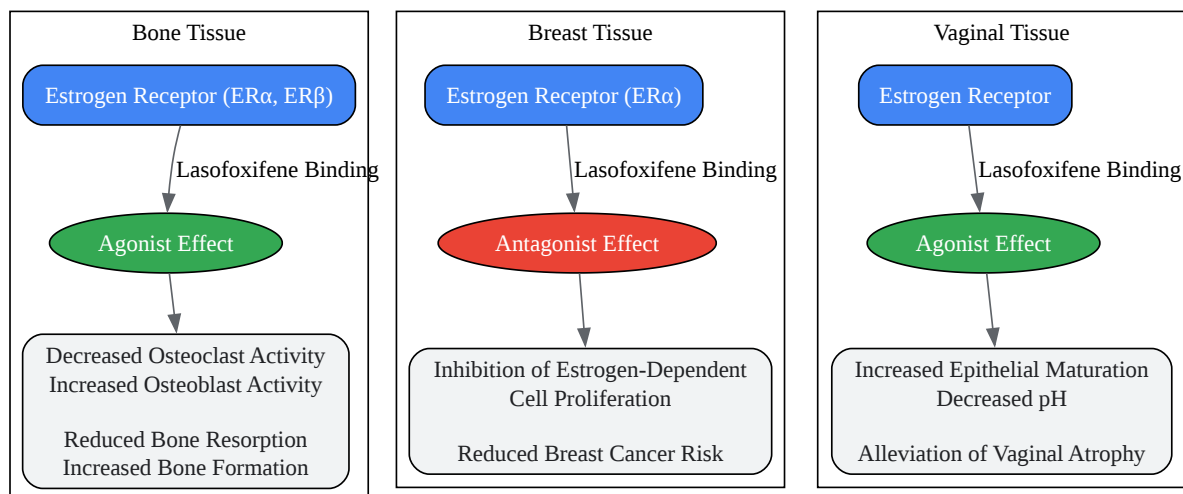 Bone Tissue
Estrogen Receptor (ERα, ERβ)
Lasofoxifene Binding
Agonist Effect
Decreased Osteoclast Activity
Increased Osteoblast Activity
Reduced Bone Resorption
Increased Bone Formation
Breast Tissue
Estrogen Receptor (ERα)
Lasofoxifene Binding
Antagonist Effect
Inhibition of Estrogen-Dependent
Cell Proliferation
Reduced Breast Cancer Risk
Vaginal Tissue
Estrogen Receptor
Lasofoxifene Binding
Agonist Effect
Increased Epithelial Maturation
Decreased pH
Alleviation of Vaginal Atrophy